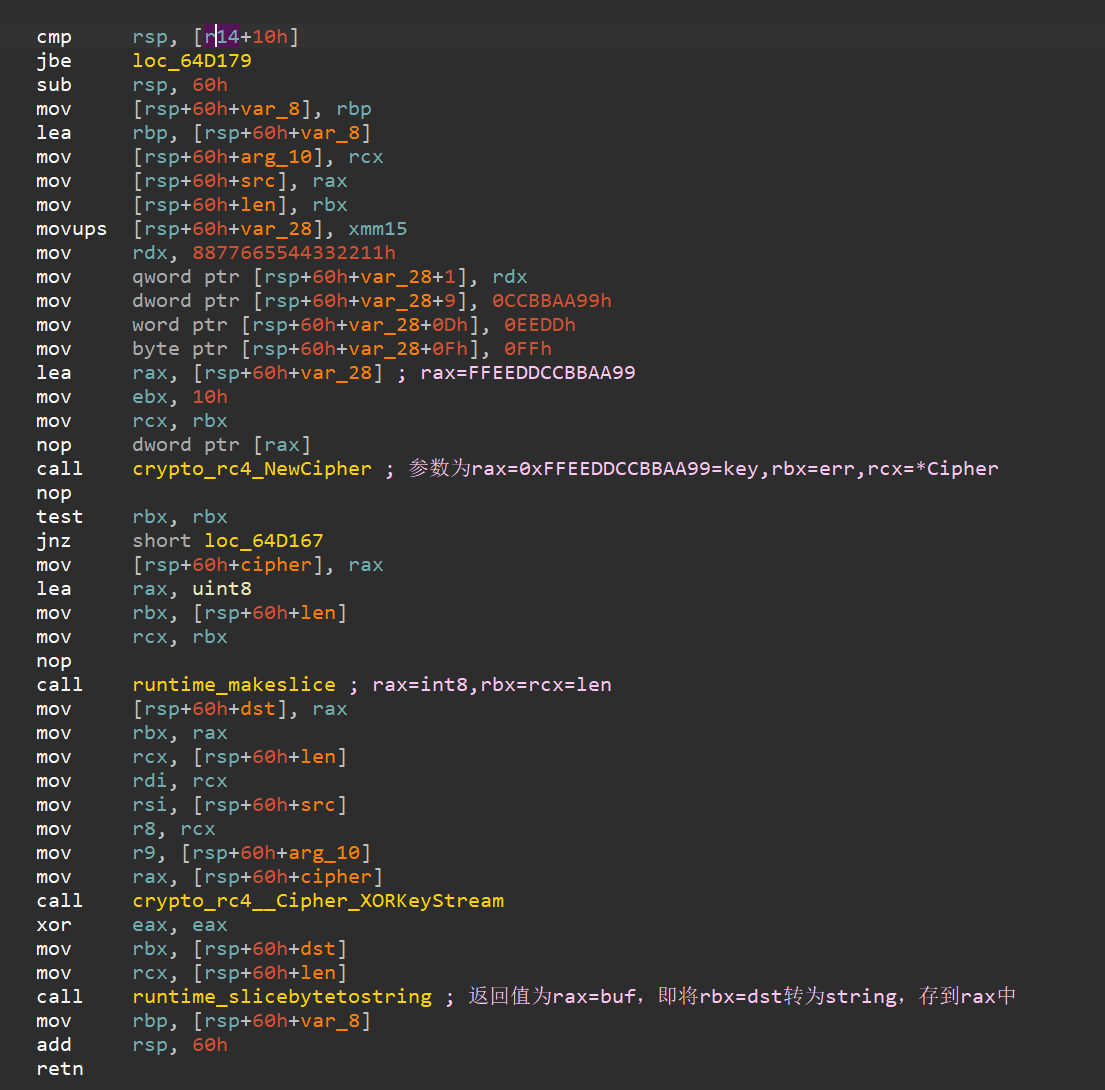 cmp rsp, [r14+10h]
jbe loc_64D179
sub rsp, 60h
mov [rsp+60h+var_8], rbp
lea rbp, [rsp+60h+var_8]
mov [rsp+60h+arg_10], rcx
mov [rsp+60h+src], rax
mov [rsp+60h+len], rbx
movups [rsp+60h+var_28], xmm15
mov rdx, 8877665544332211h
mov qword ptr [rsp+60h+var_28+1], rdx
mov dword ptr [rsp+60h+var_28+9], 0CCBBAA99h
mov word ptr [rsp+60h+var_28+0Dh], 0EEDDh
mov byte ptr [rsp+60h+var_28+0Fh], 0FFh
lea rax, [rsp+60h+var_28] ; rax=FFEEDDCCBBAA99
mov ebx, 10h
mov rcx, rbx
nop dword ptr [rax]
call crypto_rc4_NewCipher ; 参数为rax=0xFFEEDDCCBBAA99=key,rbx=err,rcx=*Cipher
nop
test rbx, rbx
jnz short loc_64D167
mov [rsp+60h+cipher], rax
lea rax, uint8
mov rbx, [rsp+60h+len]
mov rcx, rbx
nop
call runtime_makeslice ; rax=int8,rbx=rcx=len
mov [rsp+60h+dst], rax
mov rbx, rax
mov rcx, [rsp+60h+len]
mov rdi, rcx
mov rsi, [rsp+60h+src]
mov r8, rcx
mov r9, [rsp+60h+arg_10]
mov rax, [rsp+60h+cipher]
call crypto_rc4__Cipher_XORKeyStream
xor eax, eax
mov rbx, [rsp+60h+dst]
mov rcx, [rsp+60h+len]
call runtime_slicebytetostring ; 返回值为rax=buf，即将rbx=dst转为string，存到rax中
mov rbp, [rsp+60h+var_8]
add rsp, 60h
retn